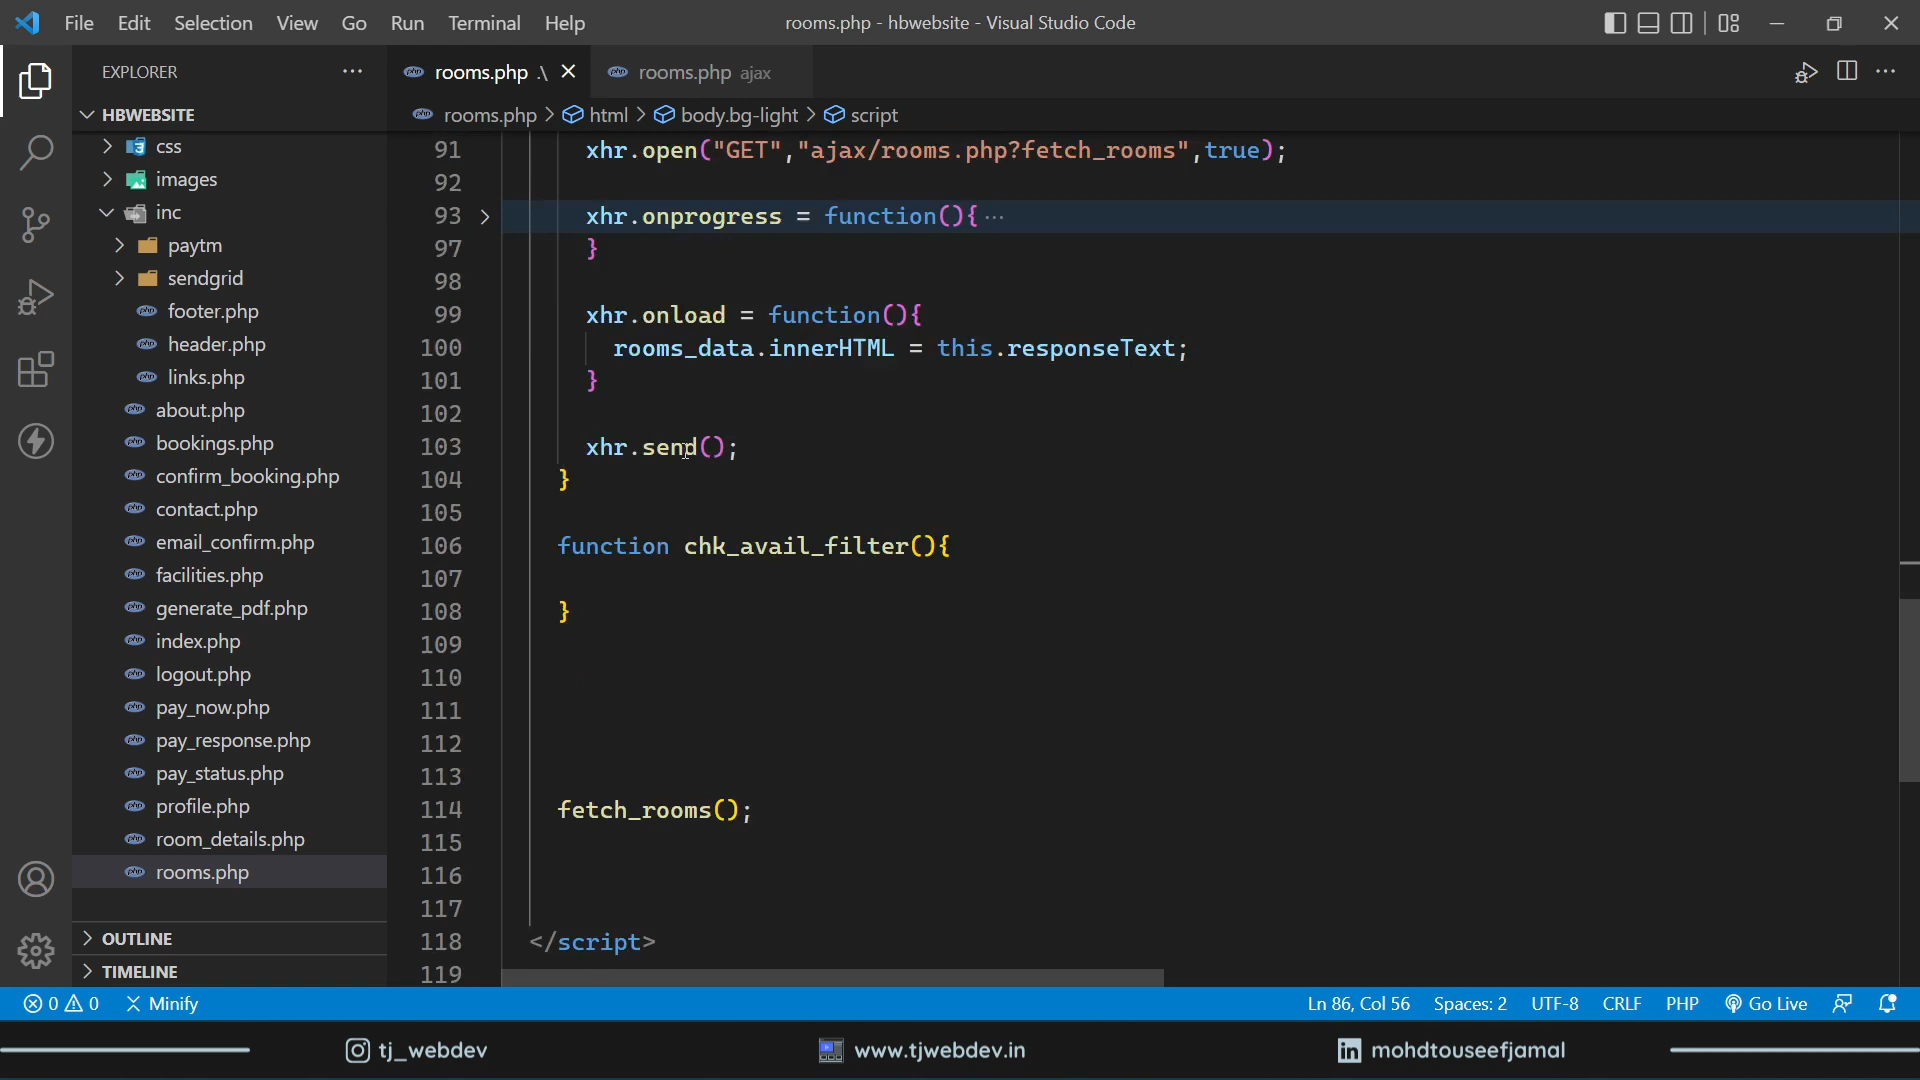 File Edit Selection View Go Run Terminal Help
rooms.php - hbwebsite - Visual Studio Code
EXPLORER
rooms.php .\
rooms.php ajax
HBWEBSITE
rooms.php > html > body.bg-light > script
css
images
inc
paytm
sendgrid
footer.php
header.php
links.php
about.php
bookings.php
confirm_booking.php
contact.php
email_confirm.php
facilities.php
generate_pdf.php
index.php
logout.php
pay_now.php
pay_response.php
pay_status.php
profile.php
room_details.php
rooms.php
OUTLINE
TIMELINE
91 xhr.open("GET","ajax/rooms.php?fetch_rooms",true);
92
93 xhr.onprogress = function(){ ...
97 }
98
99 xhr.onload = function(){
100 rooms_data.innerHTML = this.responseText;
101 }
102
103 xhr.send();
104 }
105
106 function chk_avail_filter(){
107
108 }
109
110
111
112
113
114 fetch_rooms();
115
116
117
118 </script>
119
0 0 Minify
Ln 86, Col 56 Spaces: 2 UTF-8 CRLF PHP Go Live
tj_webdev
www.tjwebdev.in
mohdtouseefjamal